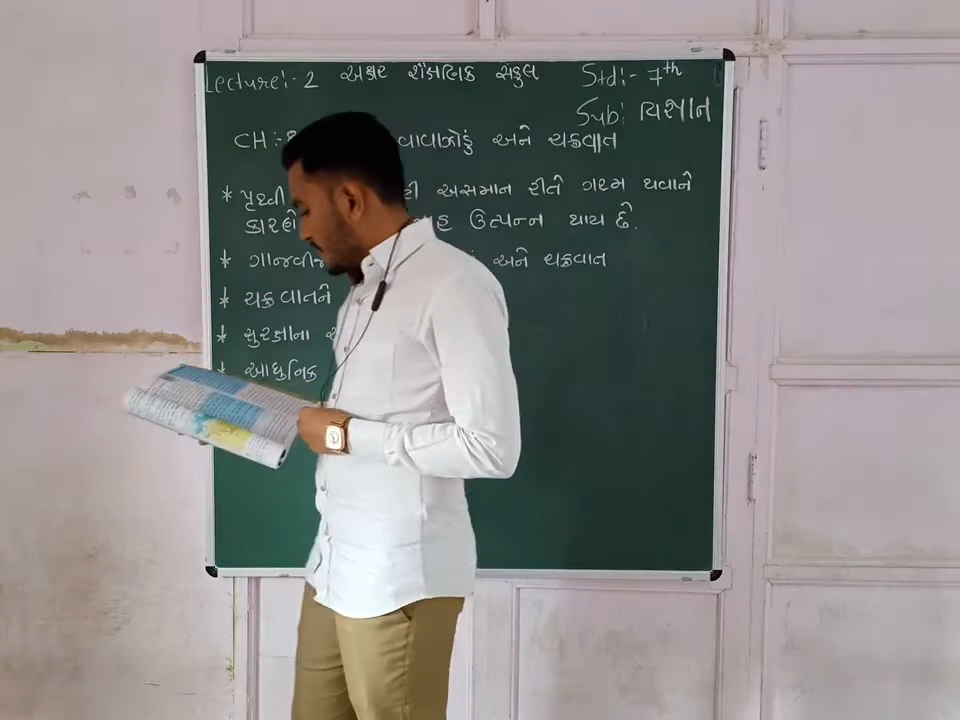 Lecture:- 2 અક્ષર શૈક્ષણિક સંકુલ Std:- 7th
Sub: વિજ્ઞાન
CH:- 8 વાવાઝોડું અને ચક્રવાત
* પૃથ્વી અસમાન રીતે ગરમ થવાને
કારણે ઉત્પન્ન થાય છે.
* ગાજવીજ અને ચક્રવાત
* ચક્રવાતને
* સુરક્ષાના
* આધુનિક